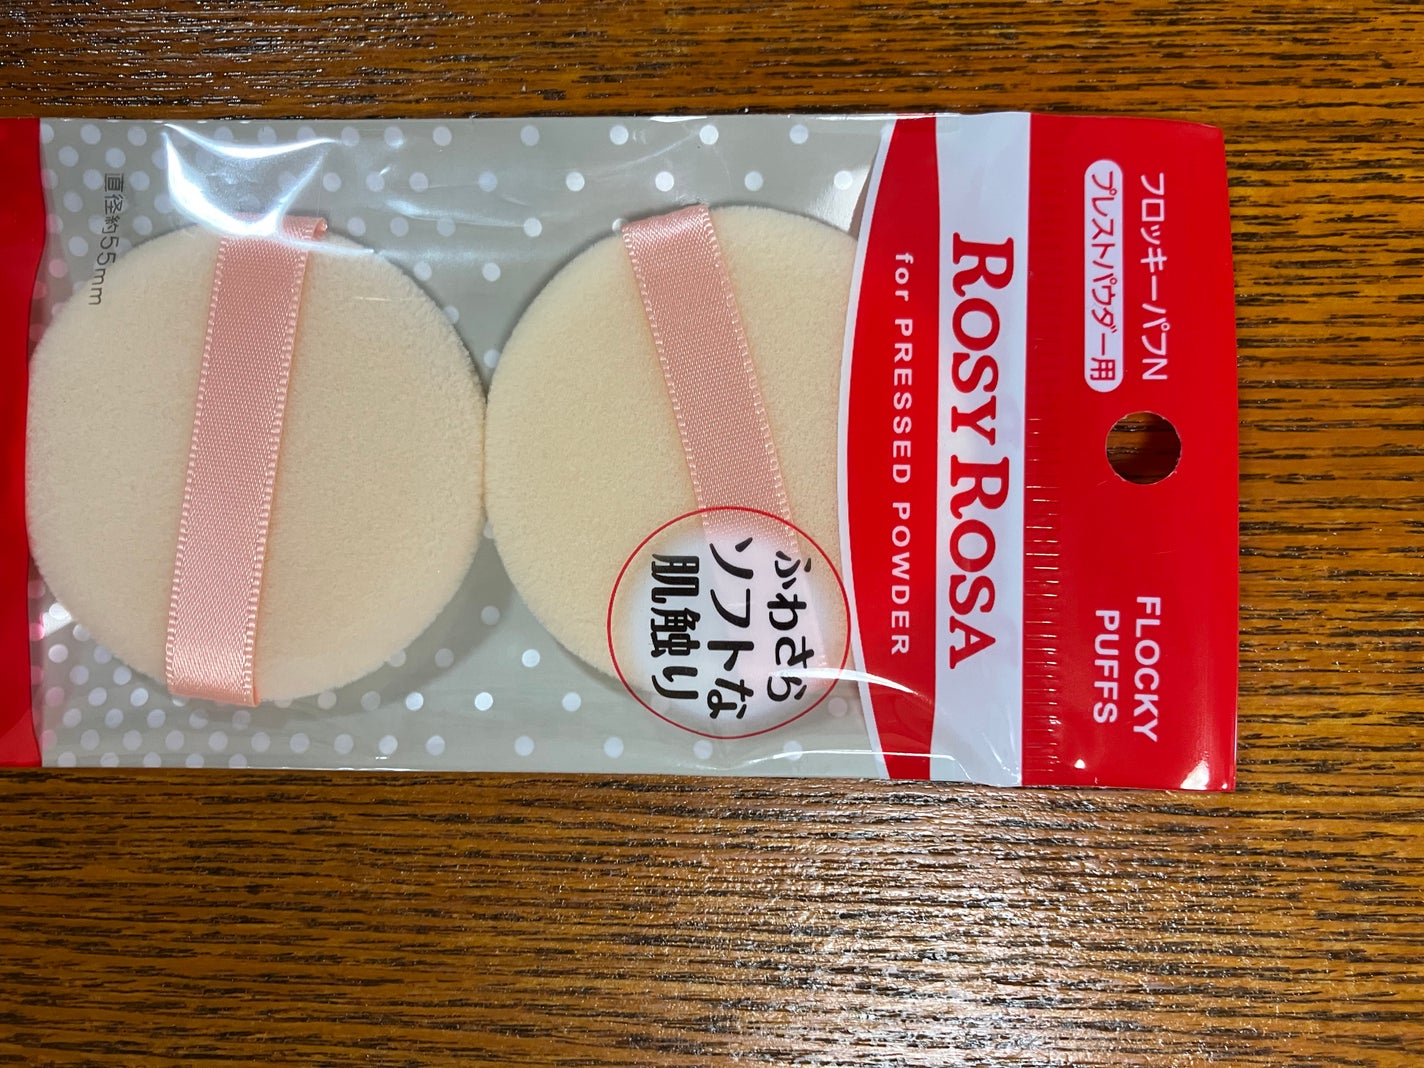 フロッキーパフN
プレストパウダー用
FLOCKY
PUFFS
ROSY ROSA
for PRESSED POWDER
ふわさら
ソフトな
肌触り
直径約55mm